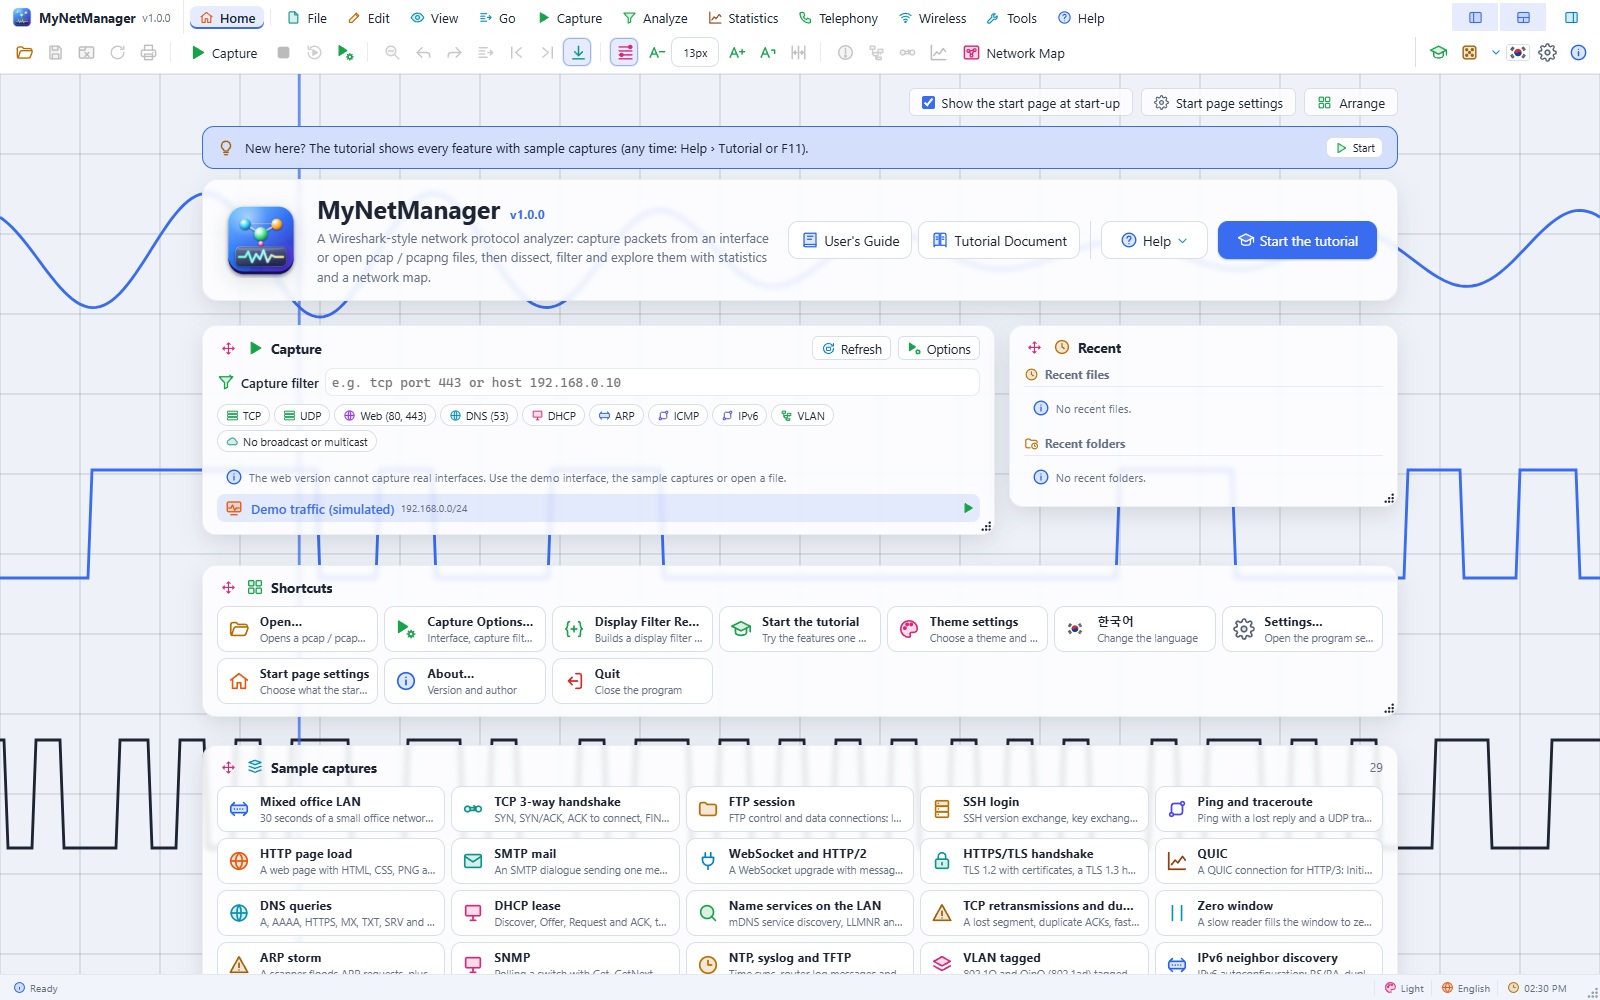 MyNetManager v1.0.0 Home File Edit View Go Capture Analyze Statistics Telephony Wireless Tools Help
Capture A- 13px A+ Network Map
Show the start page at start-up Start page settings Arrange
New here? The tutorial shows every feature with sample captures (any time: Help › Tutorial or F11). Start
MyNetManager v1.0.0
A Wireshark-style network protocol analyzer: capture packets from an interface
or open pcap / pcapng files, then dissect, filter and explore them with statistics
and a network map.
User's Guide Tutorial Document Help Start the tutorial
Capture Refresh Options
Capture filter e.g. tcp port 443 or host 192.168.0.10
TCP UDP Web (80, 443) DNS (53) DHCP ARP ICMP IPv6 VLAN
No broadcast or multicast
The web version cannot capture real interfaces. Use the demo interface, the sample captures or open a file.
Demo traffic (simulated) 192.168.0.0/24
Recent
Recent files
No recent files.
Recent folders
No recent folders.
Shortcuts
Open... Capture Options... Display Filter Re... Start the tutorial Theme settings 한국어 Settings...
Opens a pcap / pcap... Interface, capture filt... Builds a display filter ... Try the features one ... Choose a theme and ... Change the language Open the program se...
Start page settings About... Quit
Choose what the star... Version and author Close the program
Sample captures 29
Mixed office LAN TCP 3-way handshake FTP session SSH login Ping and traceroute
30 seconds of a small office networ... SYN, SYN/ACK, ACK to connect, FIN... FTP control and data connections: l... SSH version exchange, key exchang... Ping with a lost reply and a UDP tra...
HTTP page load SMTP mail WebSocket and HTTP/2 HTTPS/TLS handshake QUIC
A web page with HTML, CSS, PNG a... An SMTP dialogue sending one me... A WebSocket upgrade with messag... TLS 1.2 with certificates, a TLS 1.3 h... A QUIC connection for HTTP/3: Initi...
DNS queries DHCP lease Name services on the LAN TCP retransmissions and du... Zero window
A, AAAA, HTTPS, MX, TXT, SRV and ... Discover, Offer, Request and ACK, t... mDNS service discovery, LLMNR an... A lost segment, duplicate ACKs, fast... A slow reader fills the window to ze...
ARP storm SNMP NTP, syslog and TFTP VLAN tagged IPv6 neighbor discovery
Ready Light English 02:30 PM